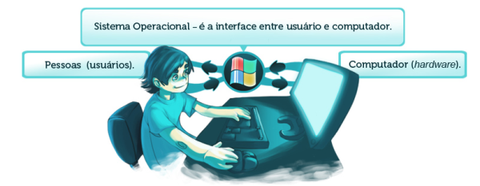 Sistema Operacional – é a interface entre usuário e computador.
Pessoas (usuários).
Computador (hardware).